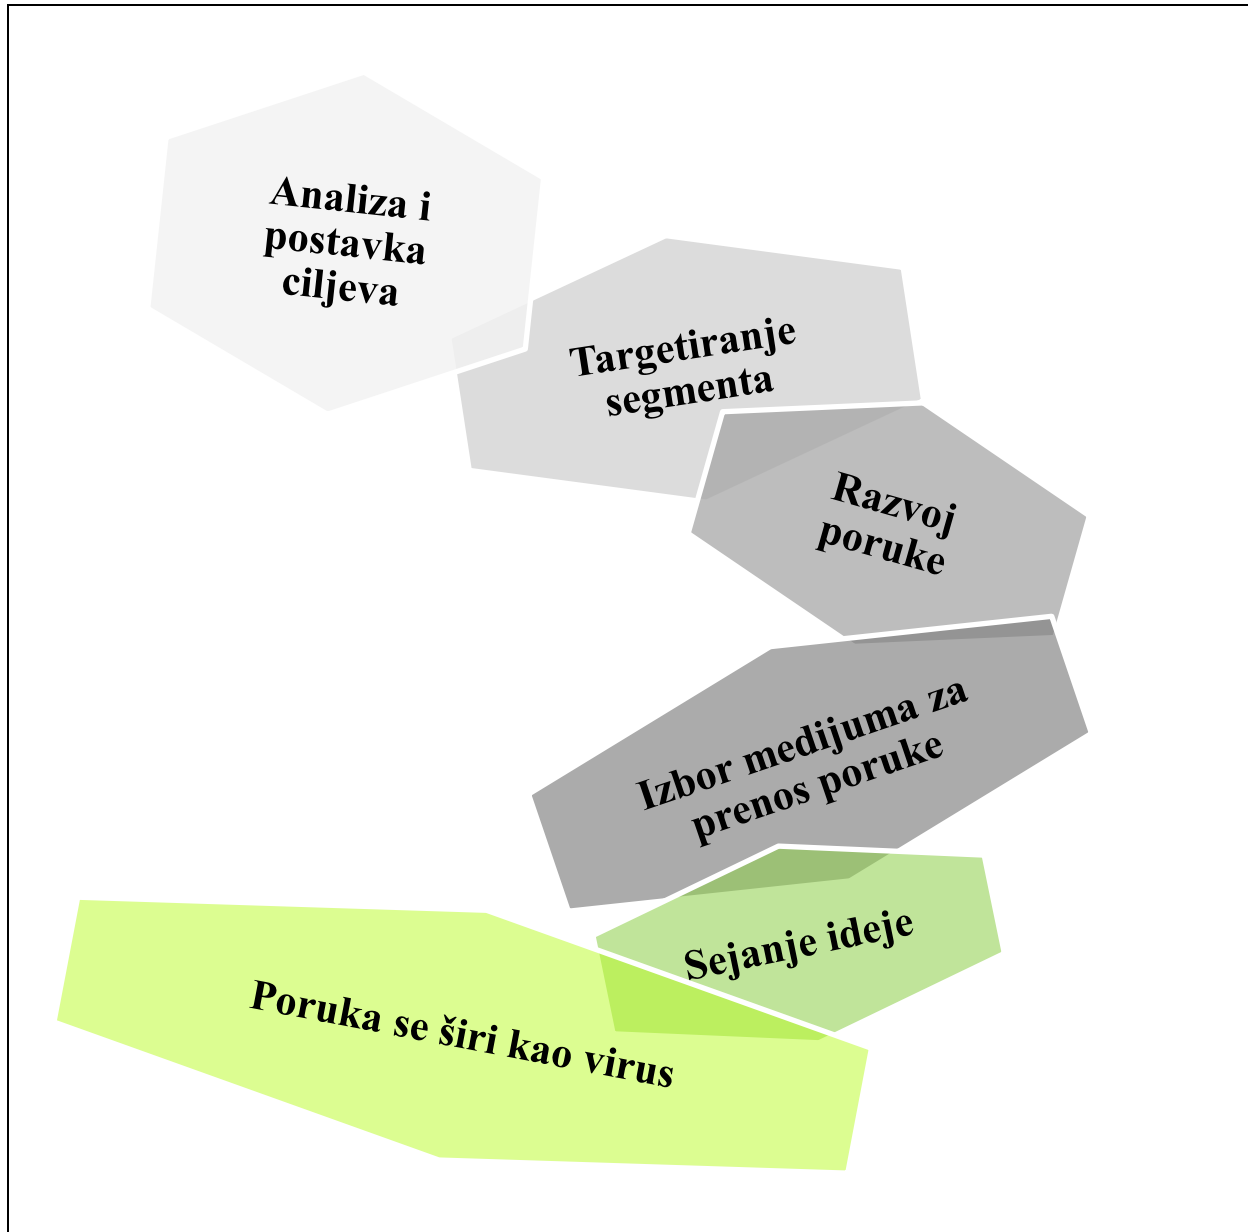 Analiza i
postavka
ciljeva
Targetiranje
segmenta
Razvoj
poruke
Izbor medijuma za
prenos poruke
Sejanje ideje
Poruka se širi kao virus